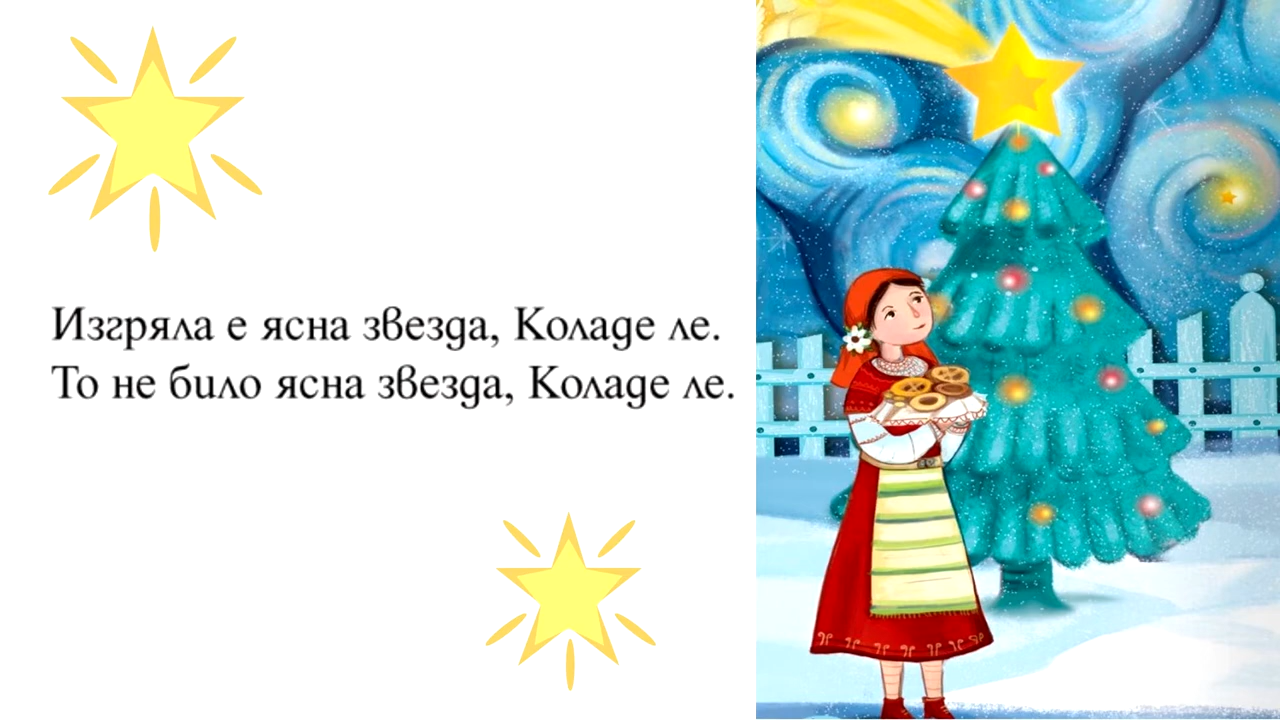 Изгряла е ясна звезда, Коладе ле.
То не било ясна звезда, Коладе ле.